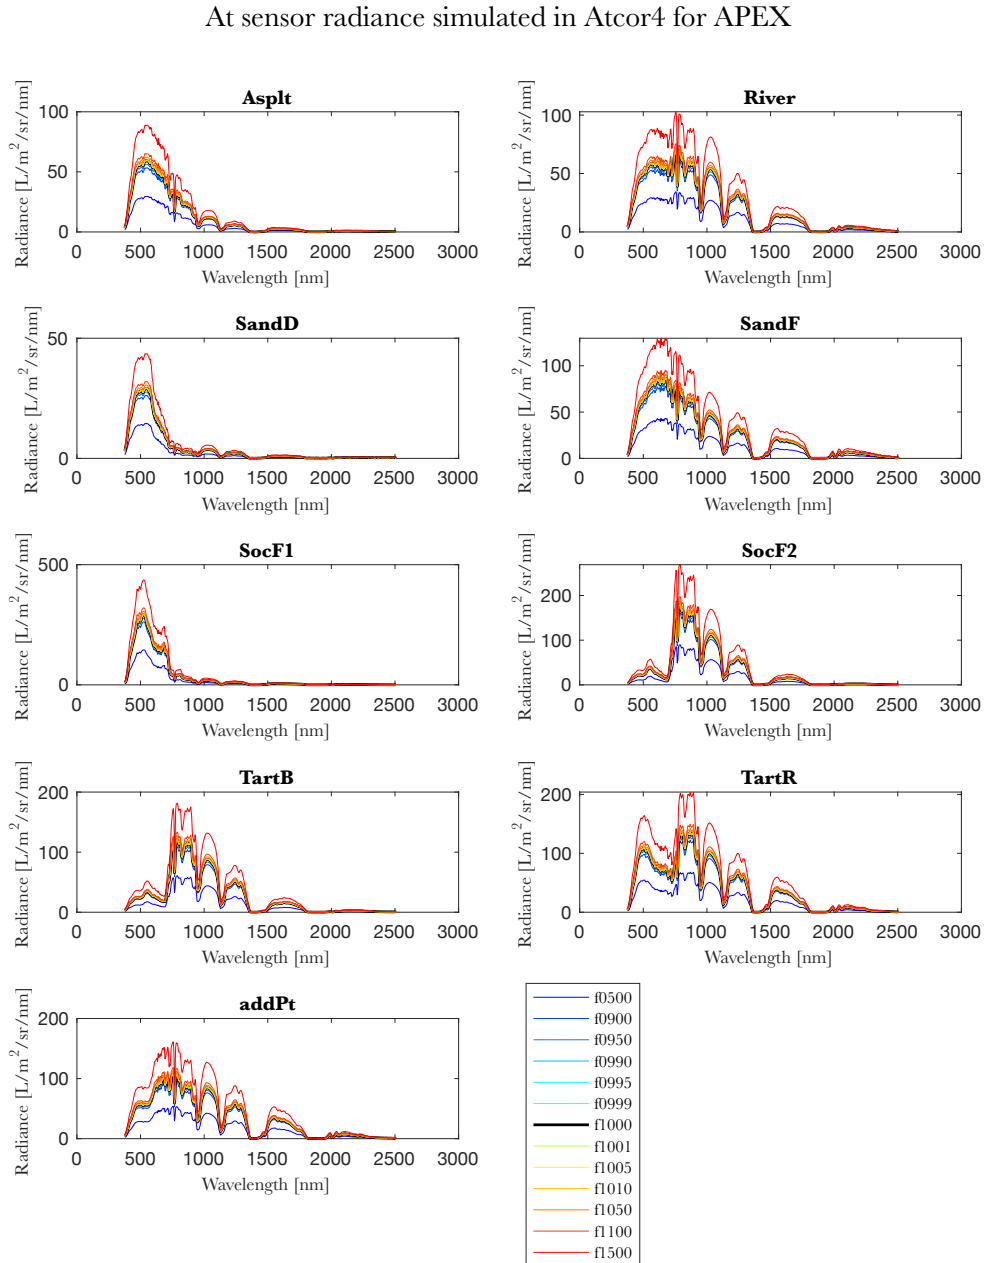 At sensor radiance simulated in Atcor4 for APEX
Asplt
Radiance [L/m²/sr/nm]
100
50
0
0 500 1000 1500 2000 2500 3000
Wavelength [nm]
River
Radiance [L/m²/sr/nm]
100
50
0
0 500 1000 1500 2000 2500 3000
Wavelength [nm]
SandD
Radiance [L/m²/sr/nm]
50
0
0 500 1000 1500 2000 2500 3000
Wavelength [nm]
SandF
Radiance [L/m²/sr/nm]
100
50
0
0 500 1000 1500 2000 2500 3000
Wavelength [nm]
SocF1
Radiance [L/m²/sr/nm]
500
0
0 500 1000 1500 2000 2500 3000
Wavelength [nm]
SocF2
Radiance [L/m²/sr/nm]
200
100
0
0 500 1000 1500 2000 2500 3000
Wavelength [nm]
TartB
Radiance [L/m²/sr/nm]
200
100
0
0 500 1000 1500 2000 2500 3000
Wavelength [nm]
TartR
Radiance [L/m²/sr/nm]
200
100
0
0 500 1000 1500 2000 2500 3000
Wavelength [nm]
addPt
Radiance [L/m²/sr/nm]
200
100
0
0 500 1000 1500 2000 2500 3000
Wavelength [nm]
f0500
f0900
f0950
f0990
f0995
f0999
f1000
f1001
f1005
f1010
f1050
f1100
f1500